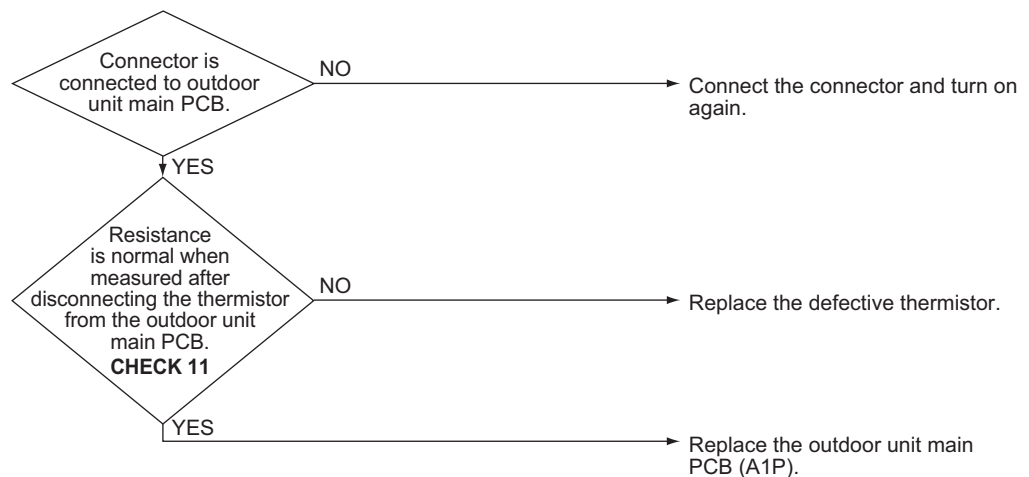 Connector is
connected to outdoor
unit main PCB.
NO
Connect the connector and turn on
again.
YES
Resistance
is normal when
measured after
disconnecting the thermistor
from the outdoor unit
main PCB.
CHECK 11
NO
Replace the defective thermistor.
YES
Replace the outdoor unit main
PCB (A1P).